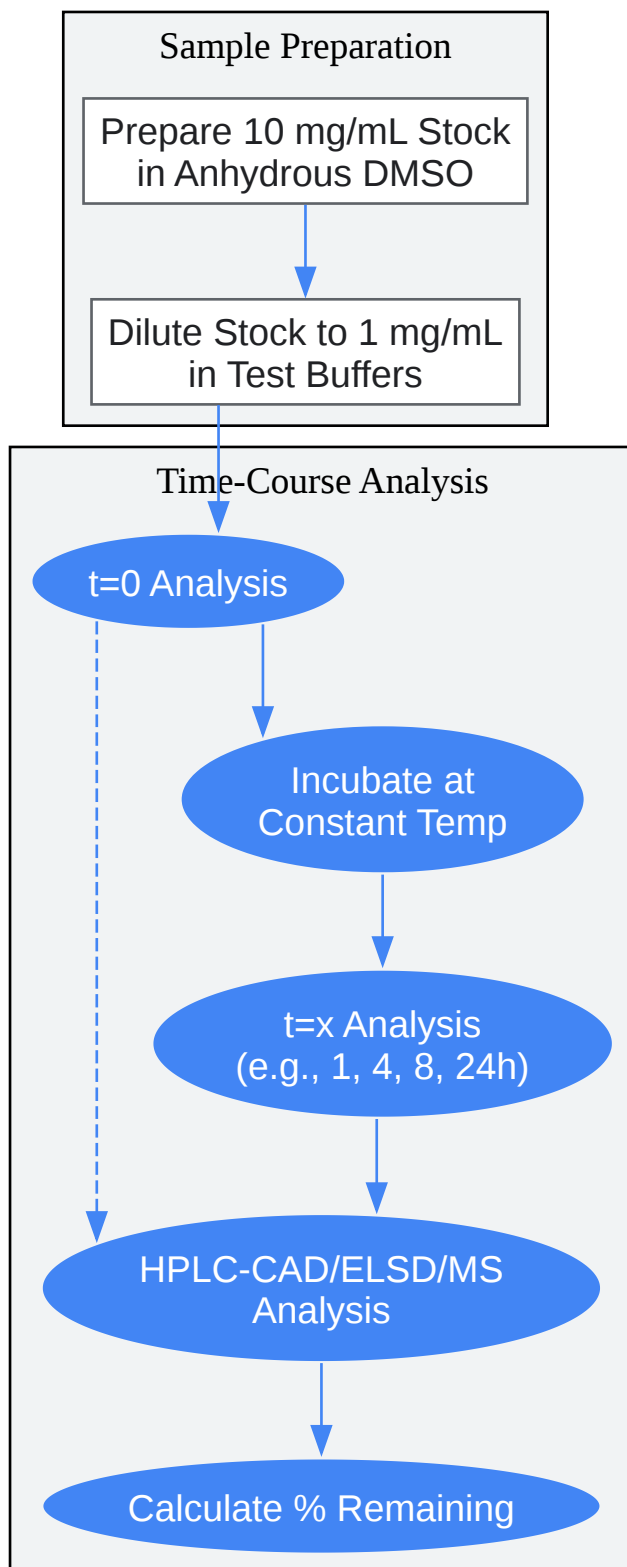 Sample Preparation
Prepare 10 mg/mL Stock
in Anhydrous DMSO
Dilute Stock to 1 mg/mL
in Test Buffers
Time-Course Analysis
t=0 Analysis
Incubate at
Constant Temp
t=x Analysis
(e.g., 1, 4, 8, 24h)
HPLC-CAD/ELSD/MS
Analysis
Calculate % Remaining